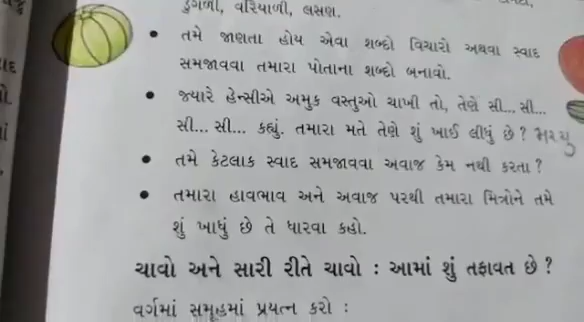 ડુંગળી, વરિયાળી, લસણ.
• તમે જાણતા હોય એવા શબ્દો વિચારો અથવા સ્વાદ
સમજાવવા તમારા પોતાના શબ્દો બનાવો.
• જ્યારે હેન્સીએ અમુક વસ્તુઓ ચાખી તો, તેણે સી... સી...
સી... સી... કહ્યું. તમારા મતે તેણે શું ખાઈ લીધું છે ? મરચુ
• તમે કેટલાક સ્વાદ સમજાવવા અવાજ કેમ નથી કરતા ?
• તમારા હાવભાવ અને અવાજ પરથી તમારા મિત્રોને તમે
શું ખાધું છે તે ધારવા કહો.
ચાવો અને સારી રીતે ચાવો : આમાં શું તફાવત છે ?
વર્ગમાં સમૂહમાં પ્રયત્ન કરો :